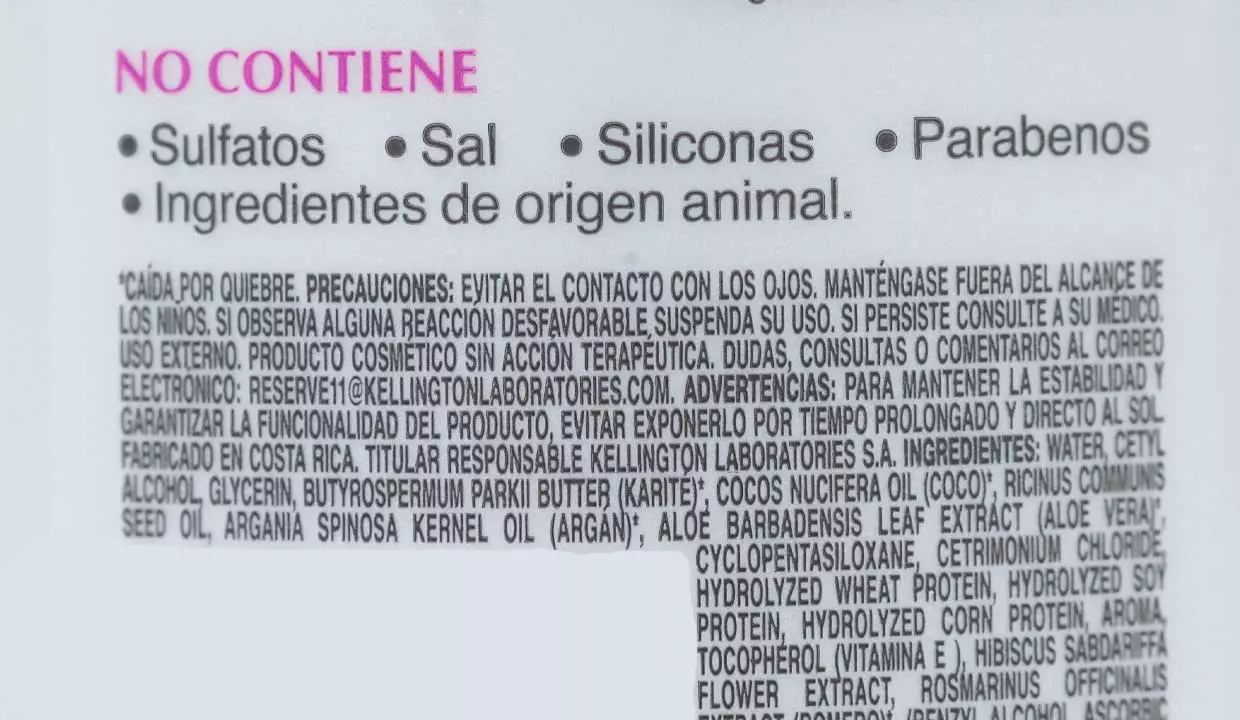 NO CONTIENE
• Sulfatos • Sal • Siliconas • Parabenos
• Ingredientes de origen animal.
*CAÍDA POR QUIEBRE. PRECAUCIONES: EVITAR EL CONTACTO CON LOS OJOS. MANTÉNGASE FUERA DEL ALCANCE DE
LOS NIÑOS. SI OBSERVA ALGUNA REACCIÓN DESFAVORABLE, SUSPENDA SU USO. SI PERSISTE CONSULTE A SU MÉDICO.
USO EXTERNO. PRODUCTO COSMÉTICO SIN ACCIÓN TERAPÉUTICA. DUDAS, CONSULTAS O COMENTARIOS AL CORREO
ELECTRÓNICO: RESERVE11@KELLINGTONLABORATORIES.COM. ADVERTENCIAS: PARA MANTENER LA ESTABILIDAD Y
GARANTIZAR LA FUNCIONALIDAD DEL PRODUCTO, EVITAR EXPONERLO POR TIEMPO PROLONGADO Y DIRECTO AL SOL.
FABRICADO EN COSTA RICA. TITULAR RESPONSABLE KELLINGTON LABORATORIES S.A. INGREDIENTES: WATER, CETYL
ALCOHOL, GLYCERIN, BUTYROSPERMUM PARKII BUTTER (KARITÉ)*, COCOS NUCIFERA OIL (COCO)*, RICINUS COMMUNIS
SEED OIL, ARGANIA SPINOSA KERNEL OIL (ARGÁN)*, ALOE BARBADENSIS LEAF EXTRACT (ALOE VERA)*,
CYCLOPENTASILOXANE, CETRIMONIUM CHLORIDE,
HYDROLYZED WHEAT PROTEIN, HYDROLYZED SOY
PROTEIN, HYDROLYZED CORN PROTEIN, AROMA,
TOCOPHEROL (VITAMINA E ), HIBISCUS SABDARIFFA
FLOWER EXTRACT, ROSMARINUS OFFICINALIS
EXTRACT (ROMERO)*, (BENZYL ALCOHOL, ASCORBIC